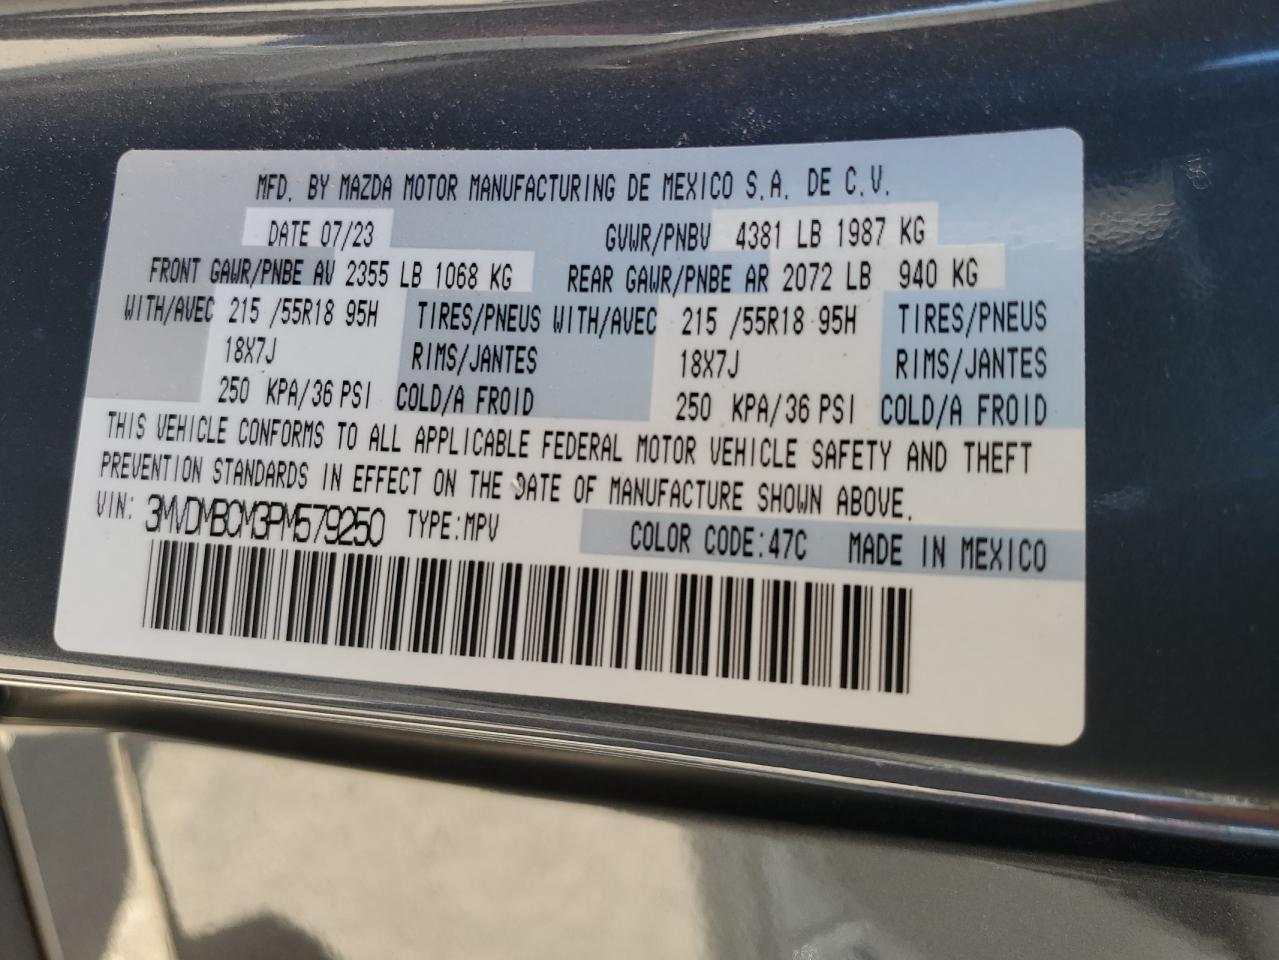 MFD. BY MAZDA MOTOR MANUFACTURING DE MEXICO S.A. DE C.V.
DATE 07/23 GVWR/PNBV 4381 LB 1987 KG
FRONT GAWR/PNBE AV 2355 LB 1068 KG REAR GAWR/PNBE AR 2072 LB 940 KG
WITH/AVEC 215 /55R18 95H TIRES/PNEUS WITH/AVEC 215 /55R18 95H TIRES/PNEUS
18X7J RIMS/JANTES 18X7J RIMS/JANTES
250 KPA/36 PSI COLD/A FROID 250 KPA/36 PSI COLD/A FROID
THIS VEHICLE CONFORMS TO ALL APPLICABLE FEDERAL MOTOR VEHICLE SAFETY AND THEFT
PREVENTION STANDARDS IN EFFECT ON THE DATE OF MANUFACTURE SHOWN ABOVE.
VIN: 3MVDMBCM3PM579250 TYPE:MPV COLOR CODE:47C MADE IN MEXICO